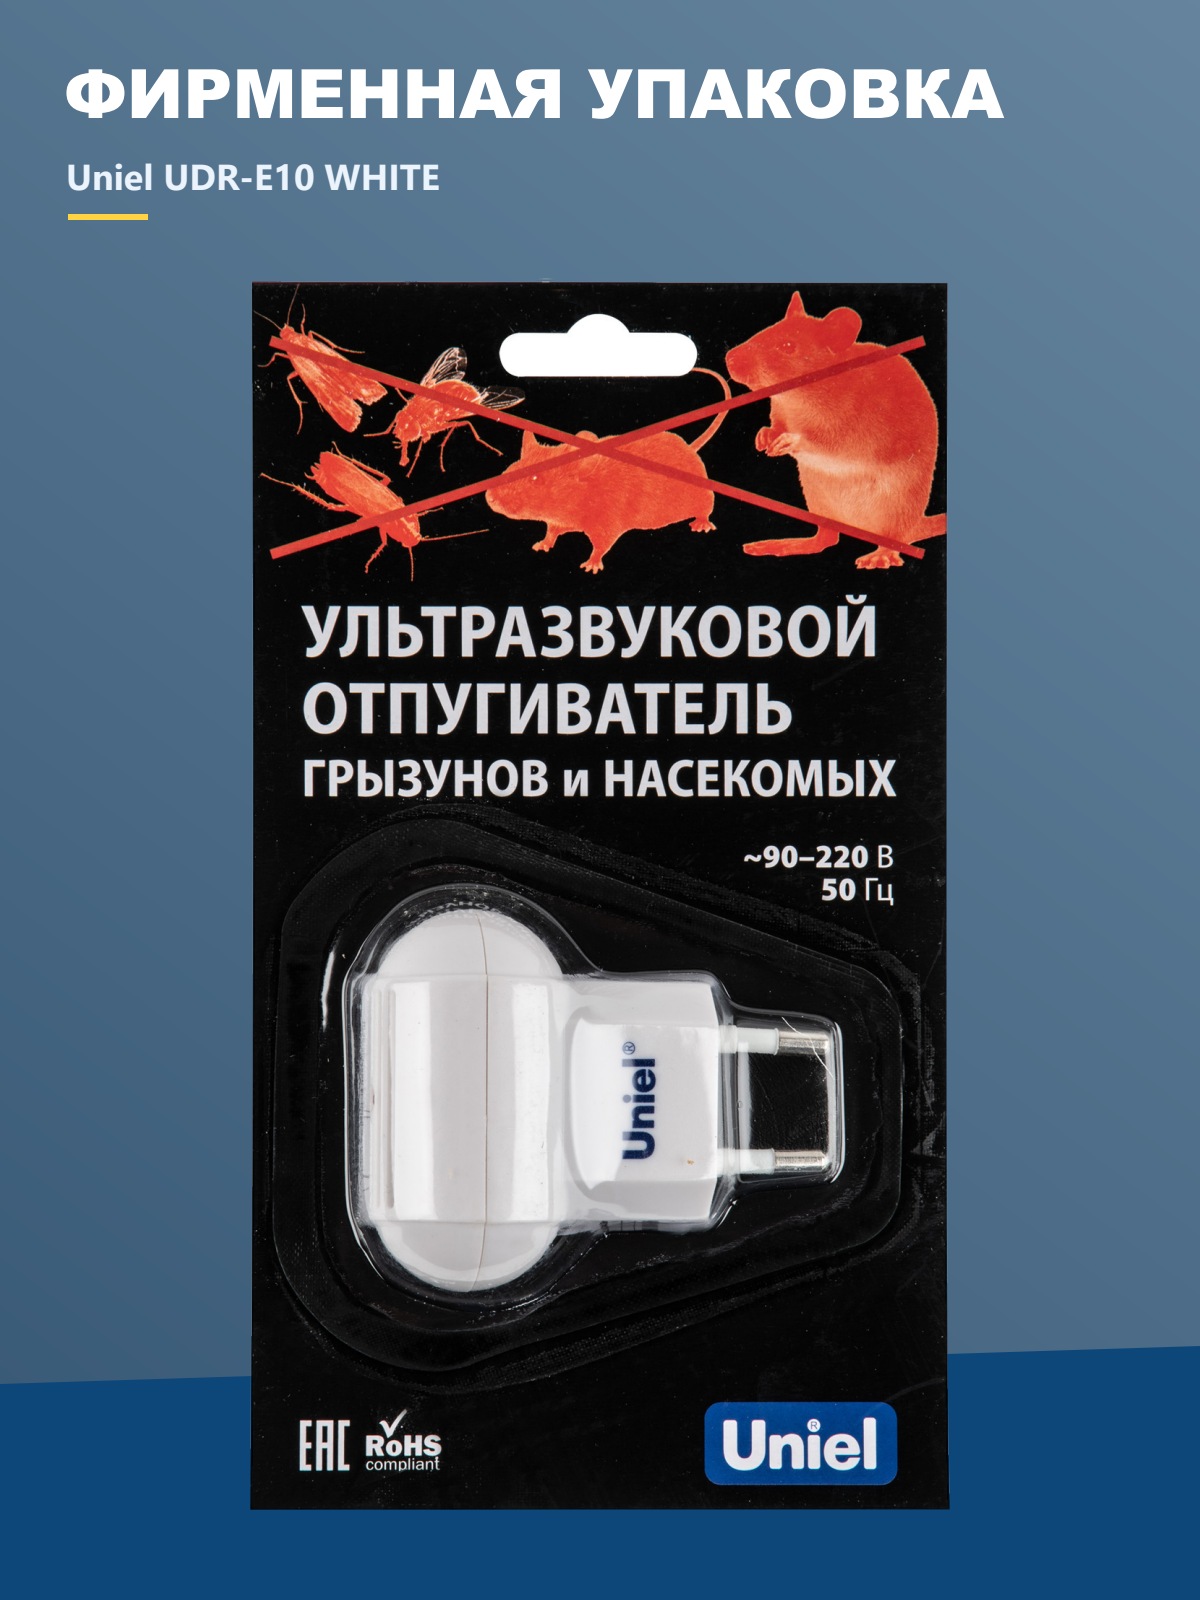 ФИРМЕННАЯ УПАКОВКА
Uniel UDR-E10 WHITE
УЛЬТРАЗВУКОВОЙ
ОТПУГИВАТЕЛЬ
ГРЫЗУНОВ и НАСЕКОМЫХ
~90–220 В
50 Гц
Uniel®
EAC
RoHS
compliant
Uniel®